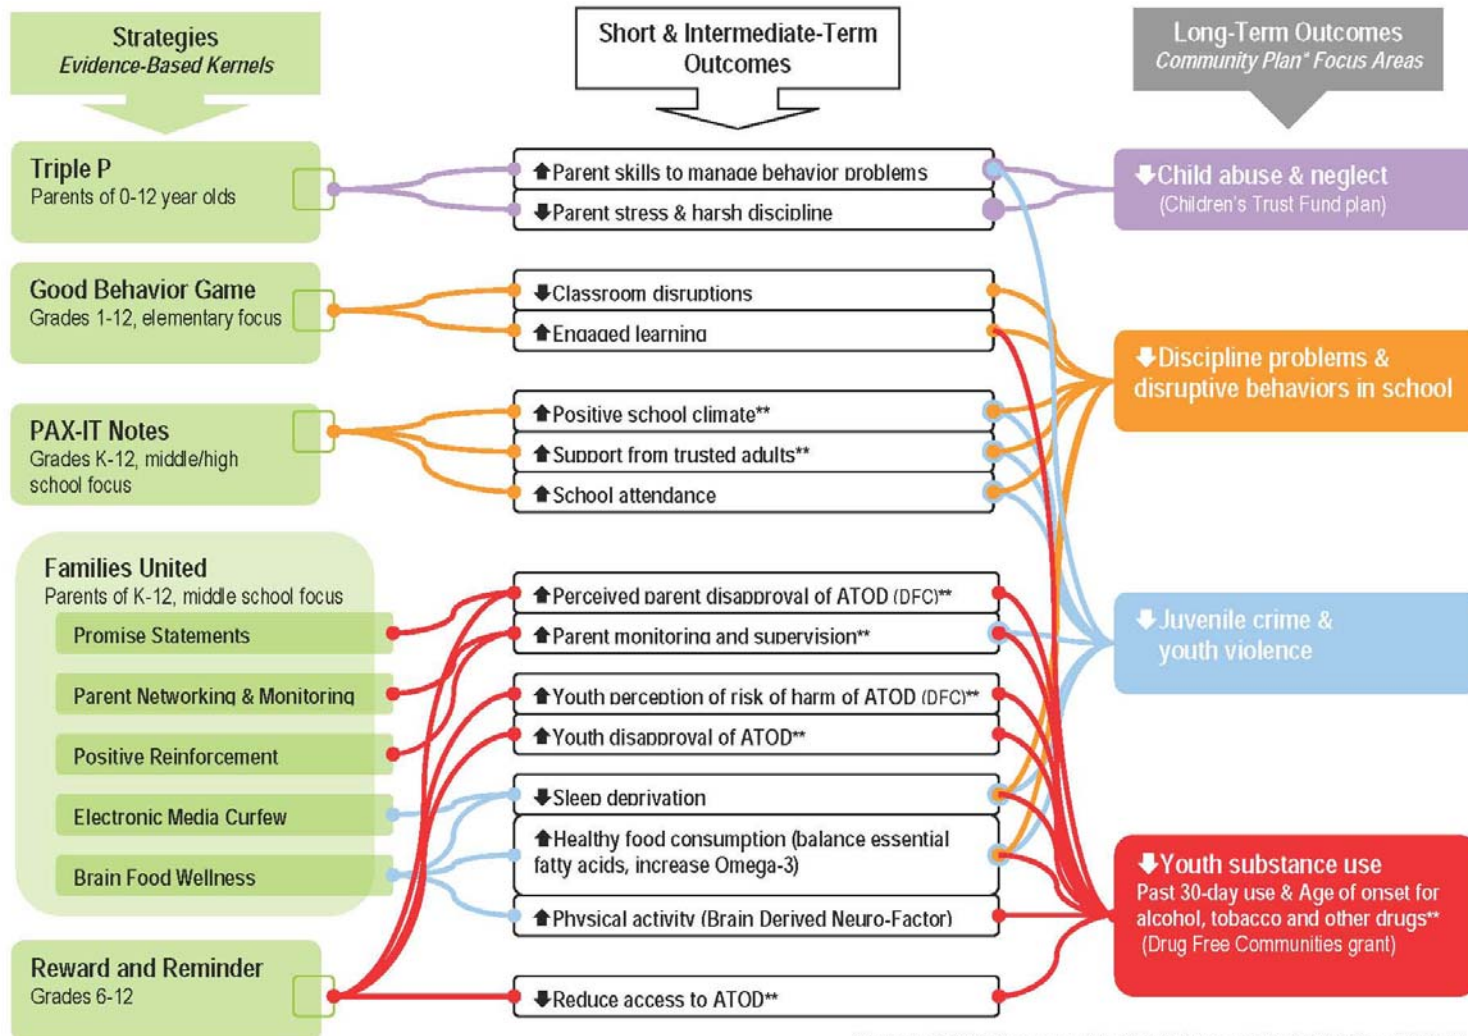 Strategies
Evidence-Based Kernels
Short & Intermediate-Term
Outcomes
Long-Term Outcomes
Community Plan* Focus Areas
Triple P
Parents of 0-12 year olds
⬆Parent skills to manage behavior problems
⬇Parent stress & harsh discipline
⬇Child abuse & neglect
(Children's Trust Fund plan)
Good Behavior Game
Grades 1-12, elementary focus
⬇Classroom disruptions
⬆Engaged learning
⬇Discipline problems &
disruptive behaviors in school
PAX-IT Notes
Grades K-12, middle/high
school focus
⬆Positive school climate**
⬆Support from trusted adults**
⬆School attendance
Families United
Parents of K-12, middle school focus
Promise Statements
Parent Networking & Monitoring
Positive Reinforcement
Electronic Media Curfew
Brain Food Wellness
⬆Perceived parent disapproval of ATOD (DFC)**
⬆Parent monitoring and supervision**
⬆Youth perception of risk of harm of ATOD (DFC)**
⬆Youth disapproval of ATOD**
⬇Sleep deprivation
⬆Healthy food consumption (balance essential
fatty acids, increase Omega-3)
⬆Physical activity (Brain Derived Neuro-Factor)
⬇Juvenile crime &
youth violence
⬇Youth substance use
Past 30-day use & Age of onset for
alcohol, tobacco and other drugs**
(Drug Free Communities grant)
Reward and Reminder
Grades 6-12
⬇Reduce access to ATOD**